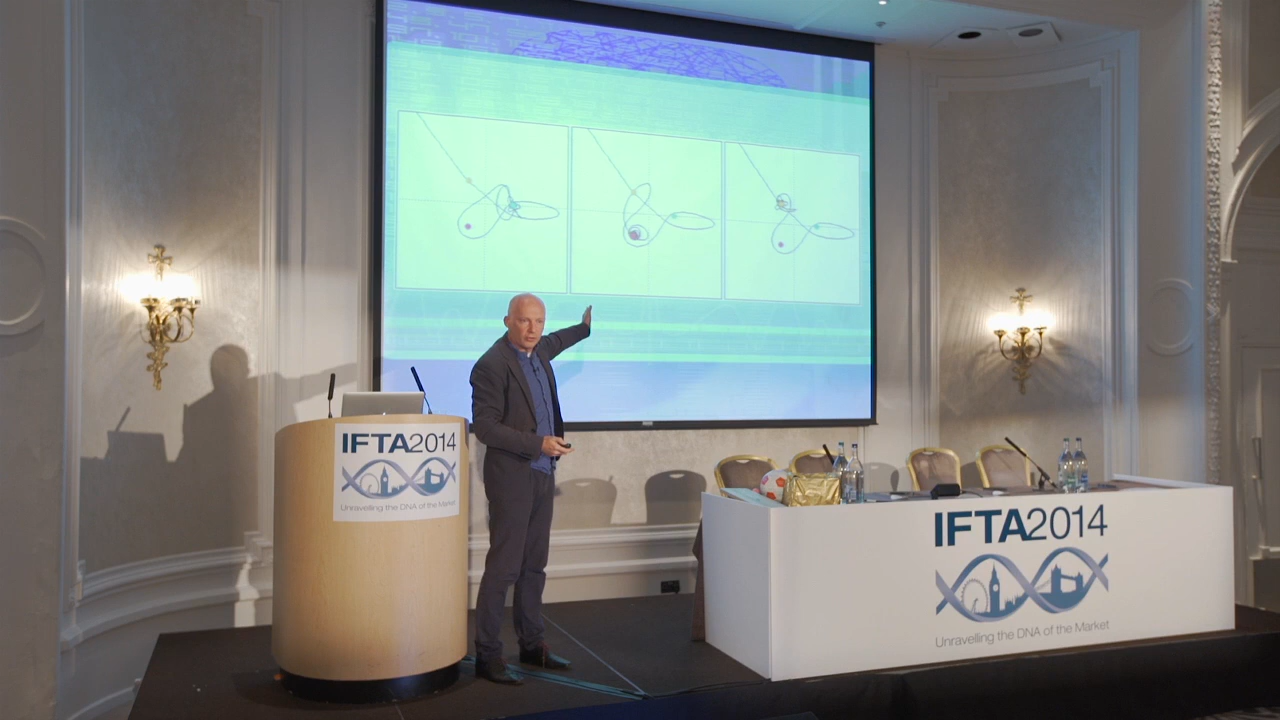 IFTA2014
Unravelling the DNA of the Market
IFTA2014
Unravelling the DNA of the Market